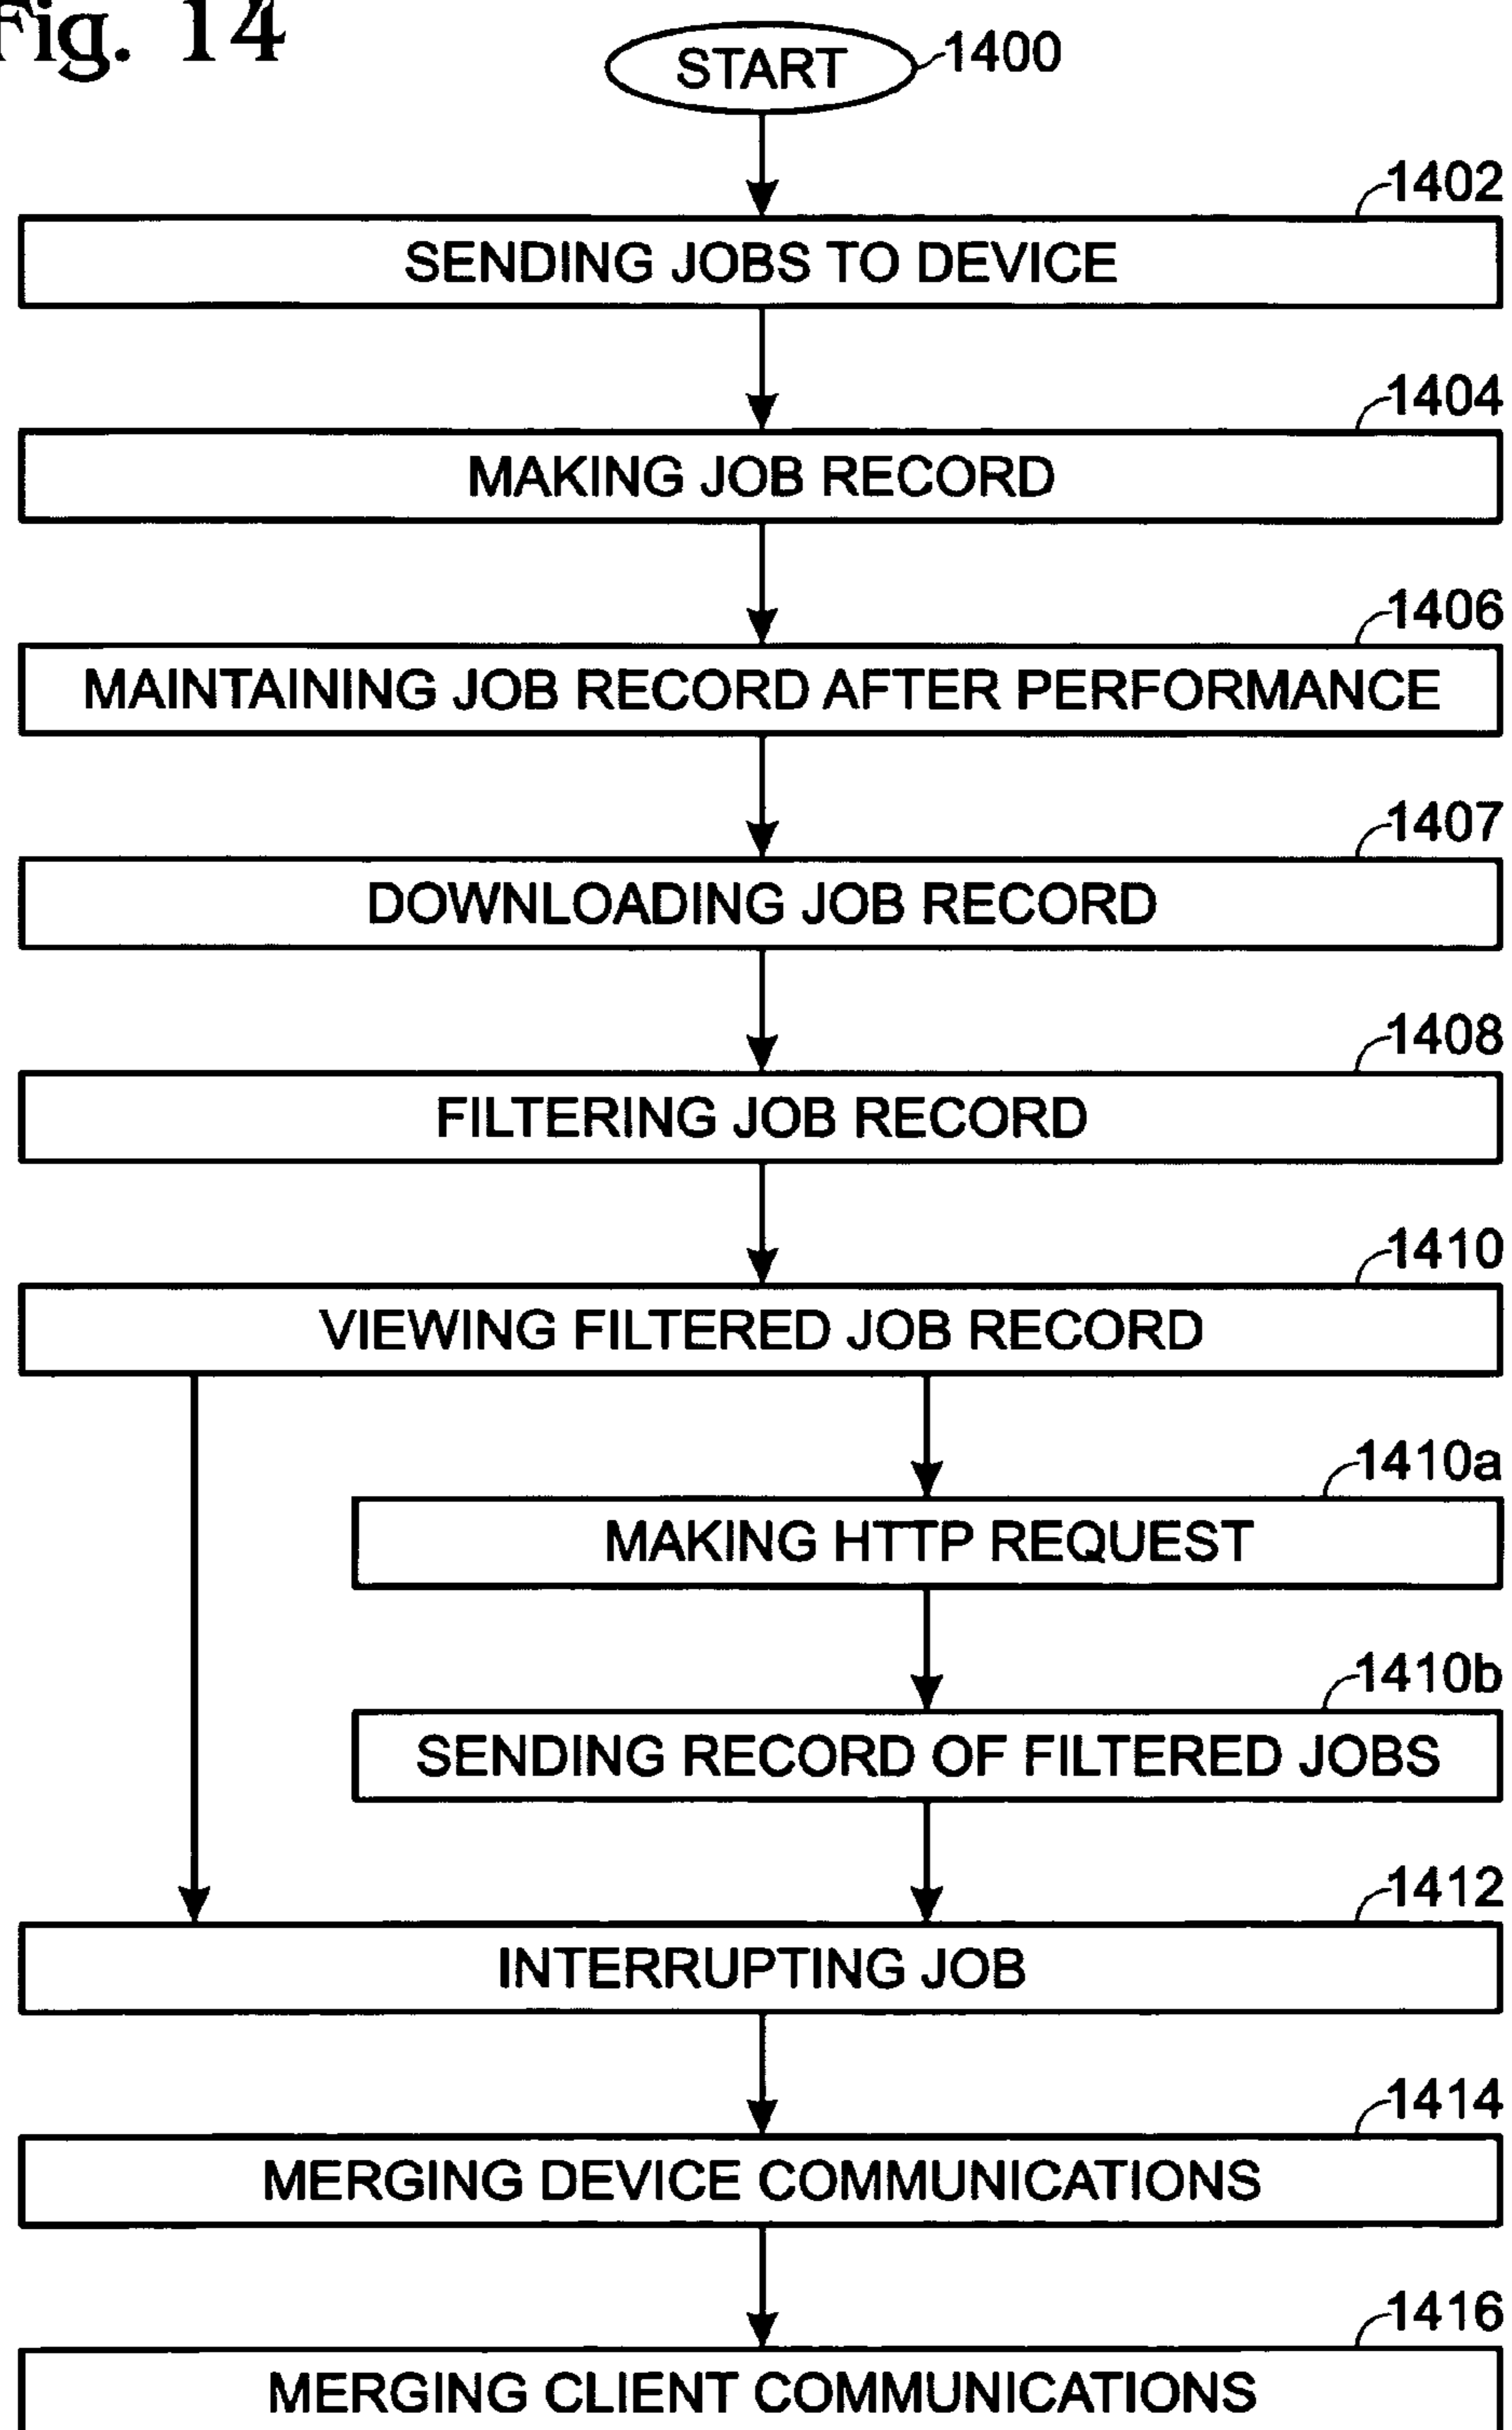 Fig. 14
START
1400
1402
SENDING JOBS TO DEVICE
1404
MAKING JOB RECORD
1406
MAINTAINING JOB RECORD AFTER PERFORMANCE
1407
DOWNLOADING JOB RECORD
1408
FILTERING JOB RECORD
1410
VIEWING FILTERED JOB RECORD
1410a
MAKING HTTP REQUEST
1410b
SENDING RECORD OF FILTERED JOBS
1412
INTERRUPTING JOB
1414
MERGING DEVICE COMMUNICATIONS
1416
MERGING CLIENT COMMUNICATIONS